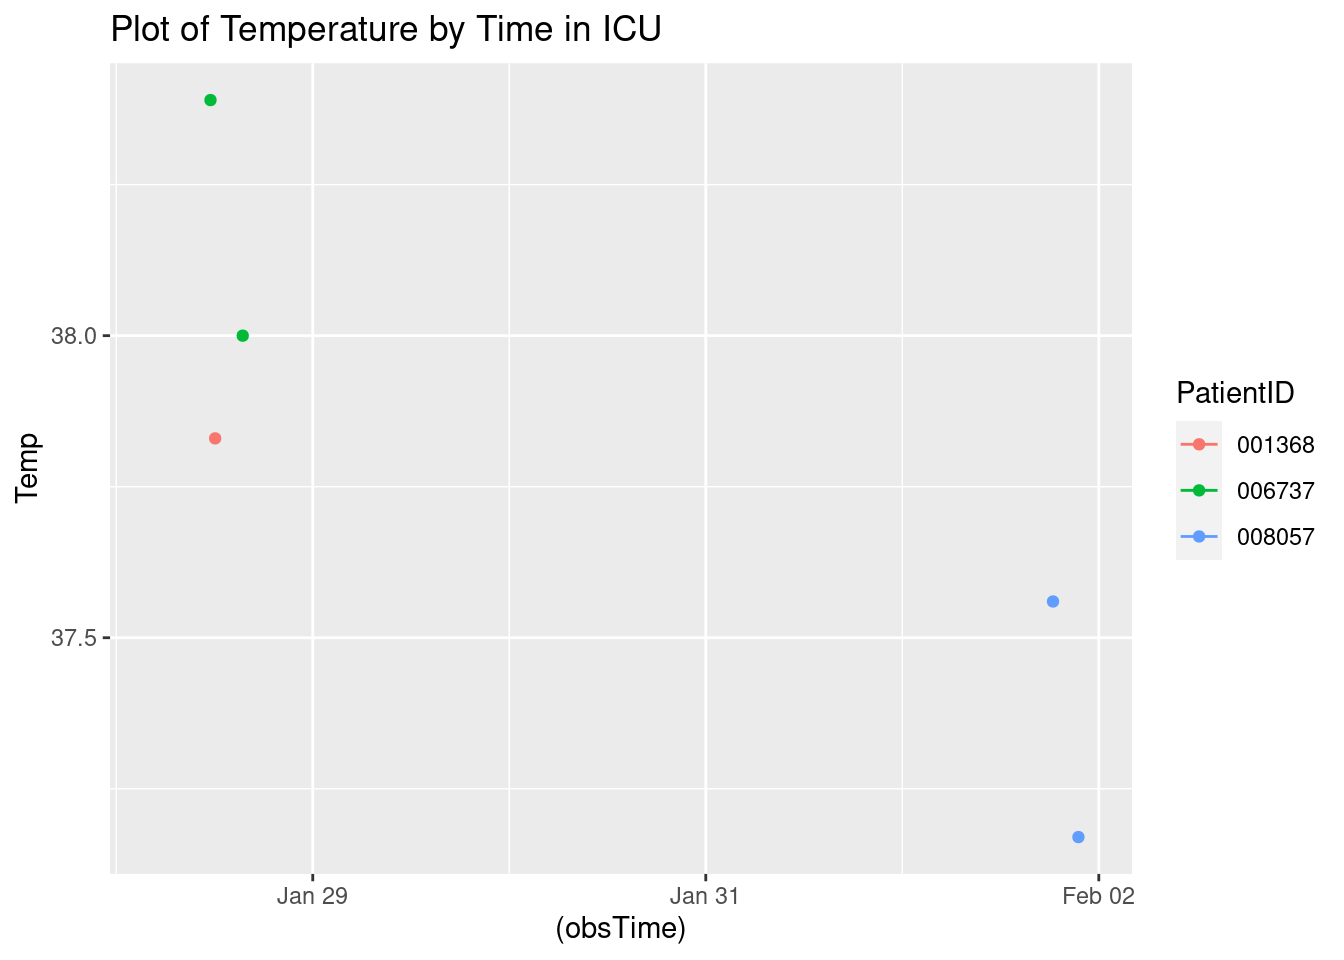 Plot of Temperature by Time in ICU
38.0
37.5
Temp
Jan 29
Jan 31
Feb 02
(obsTime)
PatientID
001368
006737
008057